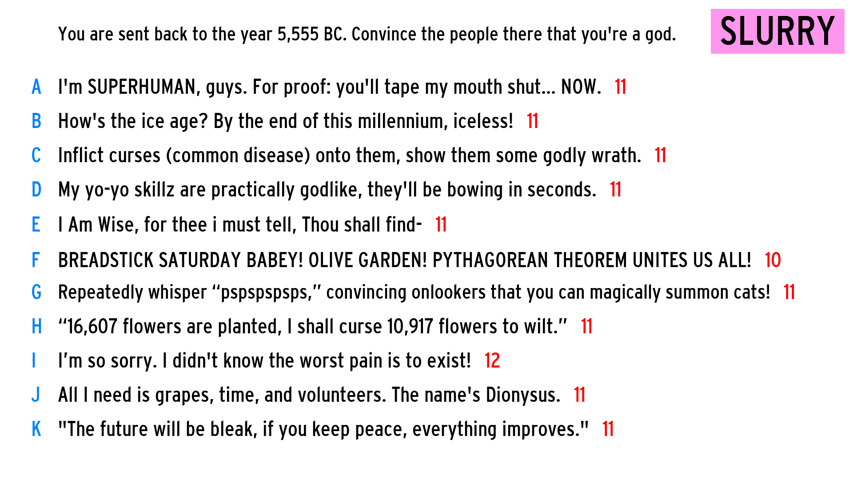 You are sent back to the year 5,555 BC. Convince the people there that you're a god.
SLURRY
A I'm SUPERHUMAN, guys. For proof: you'll tape my mouth shut... NOW. 11
B How's the ice age? By the end of this millennium, iceless! 11
C Inflict curses (common disease) onto them, show them some godly wrath. 11
D My yo-yo skillz are practically godlike, they'll be bowing in seconds. 11
E I Am Wise, for thee i must tell, Thou shall find- 11
F BREADSTICK SATURDAY BABEY! OLIVE GARDEN! PYTHAGOREAN THEOREM UNITES US ALL! 10
G Repeatedly whisper “pspspspsps,” convincing onlookers that you can magically summon cats! 11
H “16,607 flowers are planted, I shall curse 10,917 flowers to wilt.” 11
I I’m so sorry. I didn't know the worst pain is to exist! 12
J All I need is grapes, time, and volunteers. The name's Dionysus. 11
K "The future will be bleak, if you keep peace, everything improves." 11